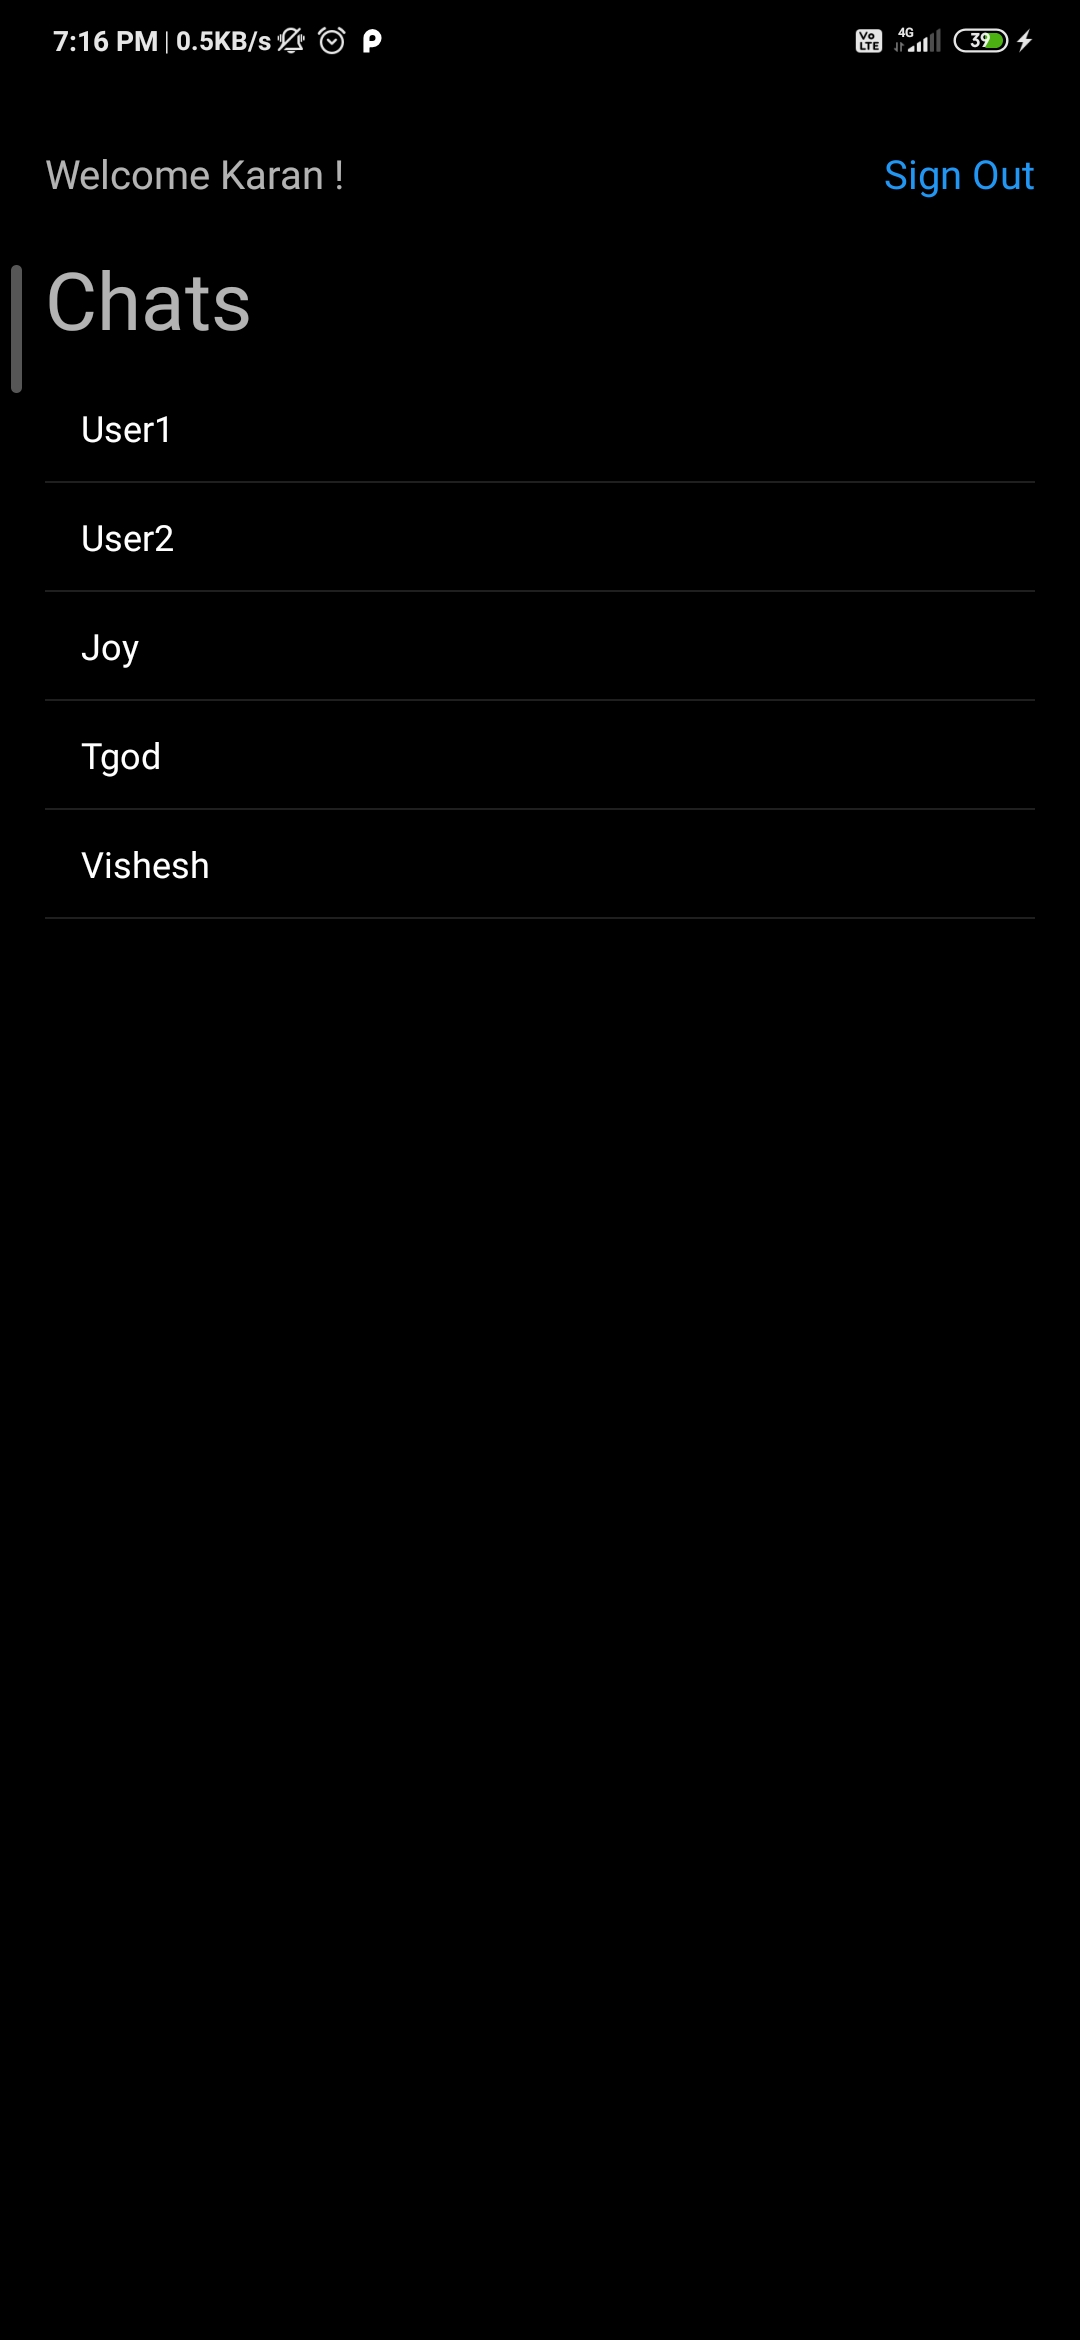 7:16 PM | 0.5KB/s
Vo LTE 4G 39
Welcome Karan !
Sign Out
Chats
User1
User2
Joy
Tgod
Vishesh